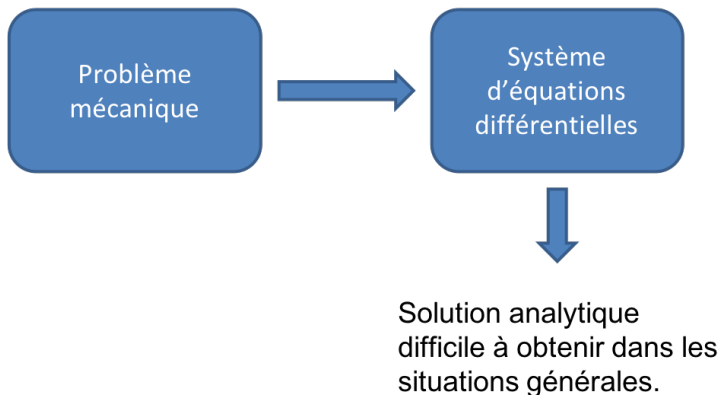 Problème
mécanique
Système
d’équations
différentielles
Solution analytique
difficile à obtenir dans les
situations générales.